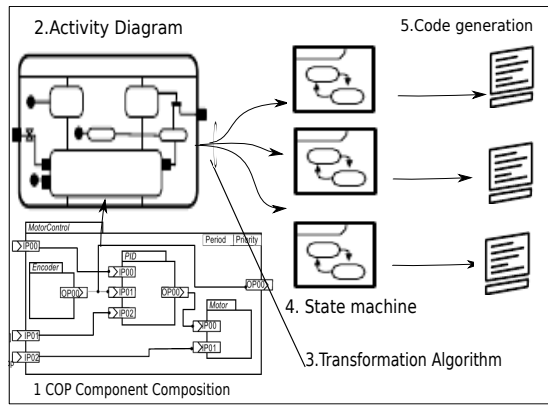 2.Activity Diagram
5.Code generation
MotorControl
Period Priority
IP00
PID
Encoder
IP00
OP00
IP01
OP00
OP00
IP02
Motor
IP01
IP00
IP02
IP01
4. State machine
3.Transformation Algorithm
1 COP Component Composition